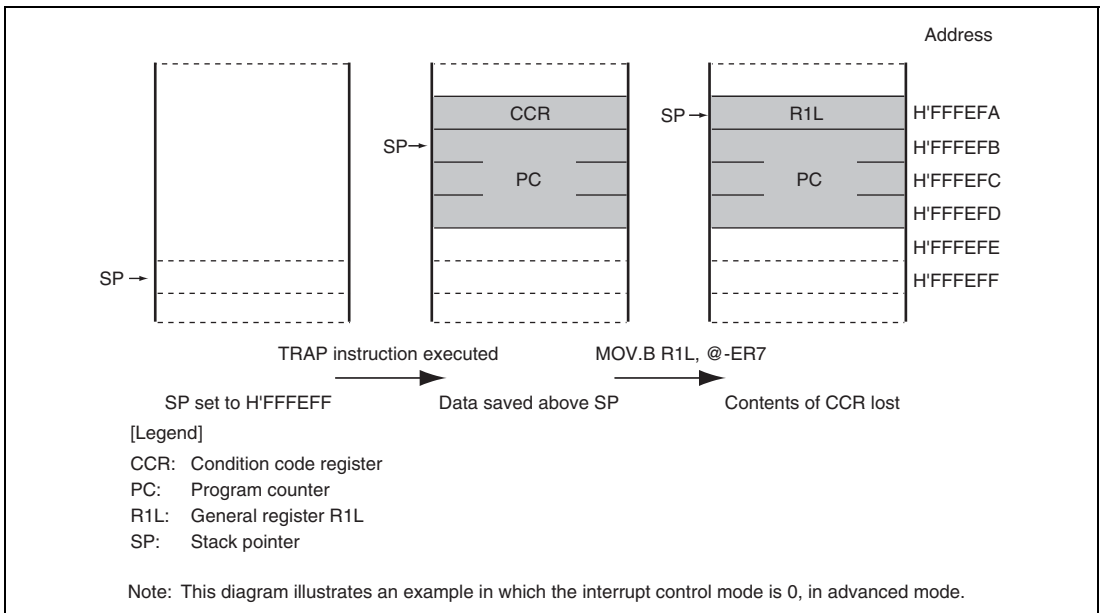 Address
CCR
SP
R1L
H'FFFEFA
SP
H'FFFEFB
PC
PC
H'FFFEFC
H'FFFEFD
H'FFFEFE
SP
H'FFFEFF
TRAP instruction executed
MOV.B R1L, @-ER7
SP set to H'FFFEFF
Data saved above SP
Contents of CCR lost
[Legend]
CCR: Condition code register
PC: Program counter
R1L: General register R1L
SP: Stack pointer
Note: This diagram illustrates an example in which the interrupt control mode is 0, in advanced mode.